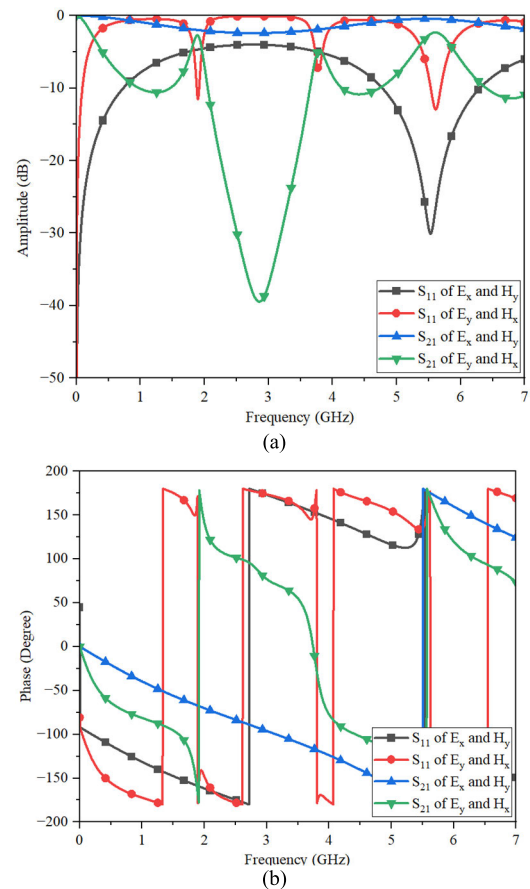 0
-10
-20
-30
-40
-50
Amplitude (dB)
S11 of Ex and Hy
S11 of Ey and Hx
S21 of Ex and Hy
S21 of Ey and Hx
0 1 2 3 4 5 6 7
Frequency (GHz)
(a)
200
150
100
50
0
-50
-100
-150
-200
Phase (Degree)
S11 of Ex and Hy
S11 of Ey and Hx
S21 of Ex and Hy
S21 of Ey and Hx
0 1 2 3 4 5 6 7
Frequency (GHz)
(b)